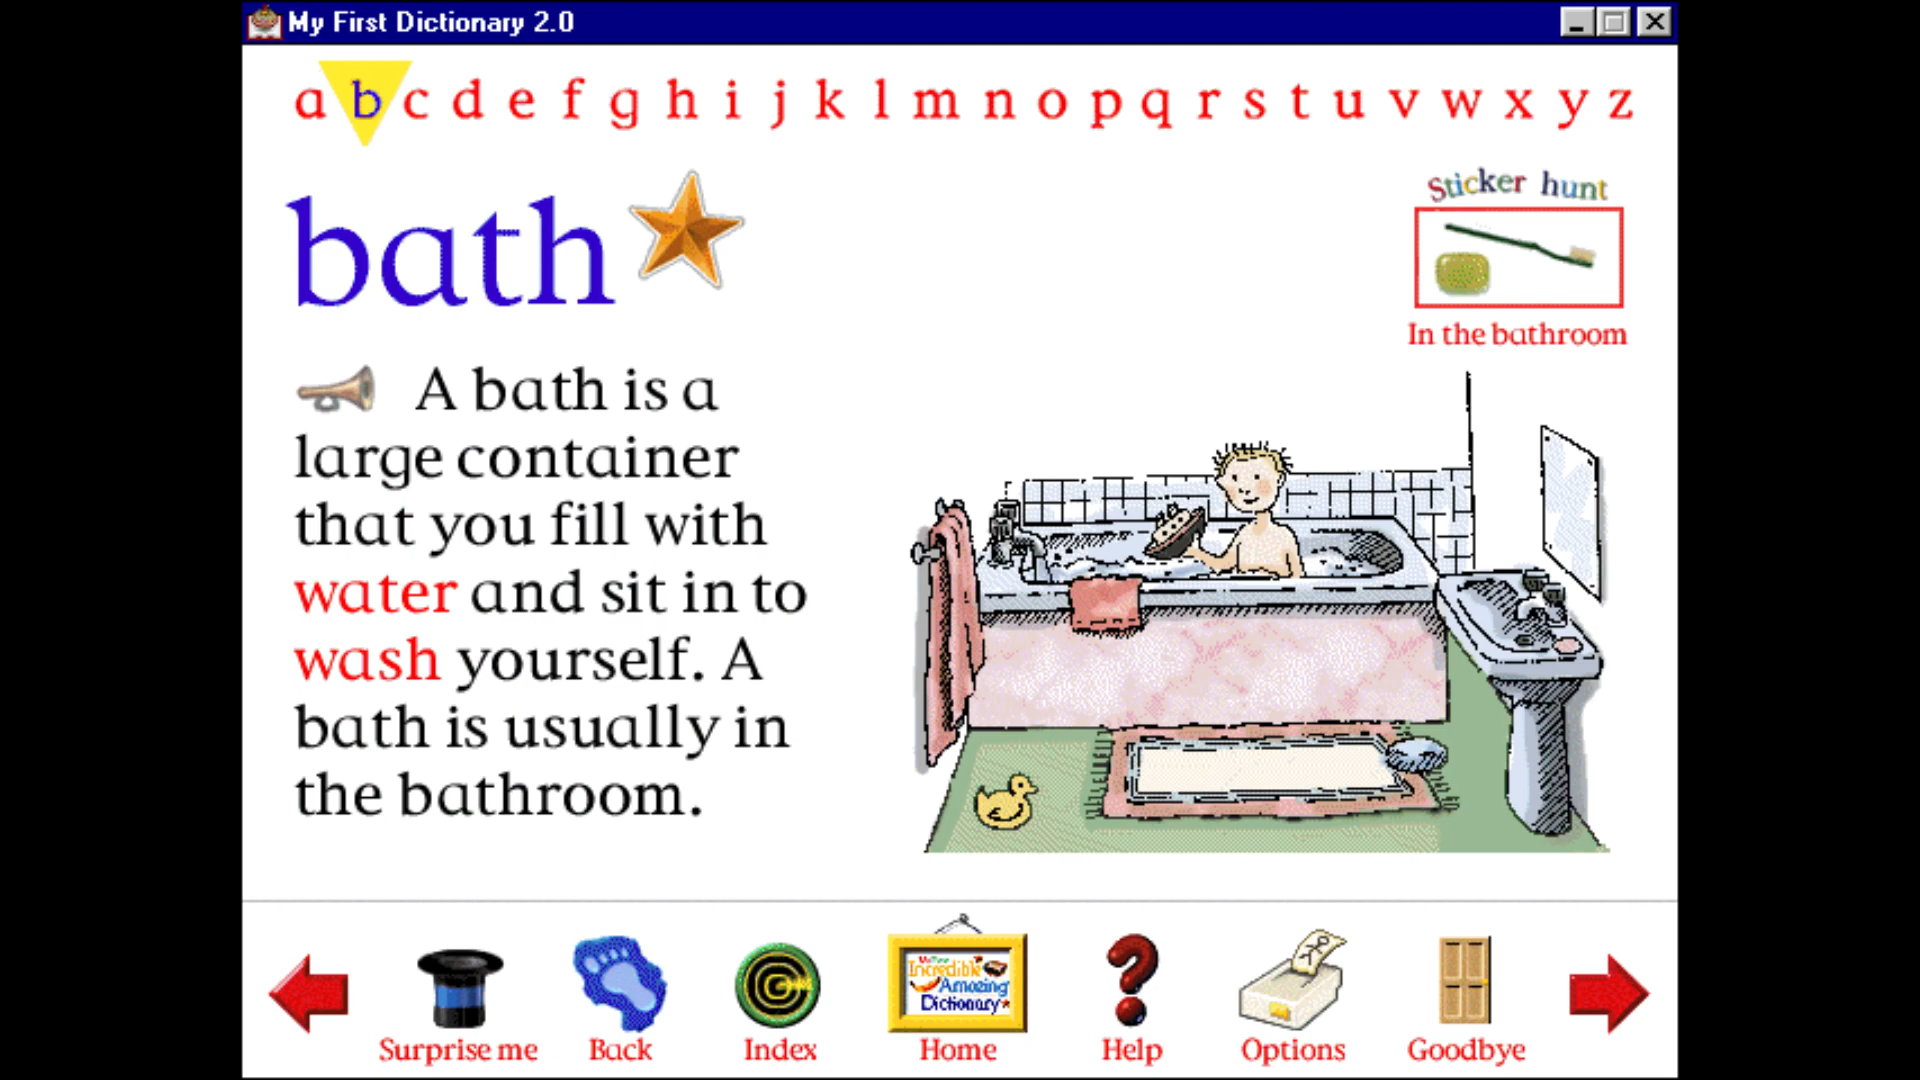 My First Dictionary 2.0
a b c d e f g h i j k l m n o p q r s t u v w x y z
bath
Sticker hunt
In the bathroom
A bath is a
large container
that you fill with
water and sit in to
wash yourself. A
bath is usually in
the bathroom.
My First
Incredible
Amazing
Dictionary
Surprise me
Back
Index
Home
Help
Options
Goodbye